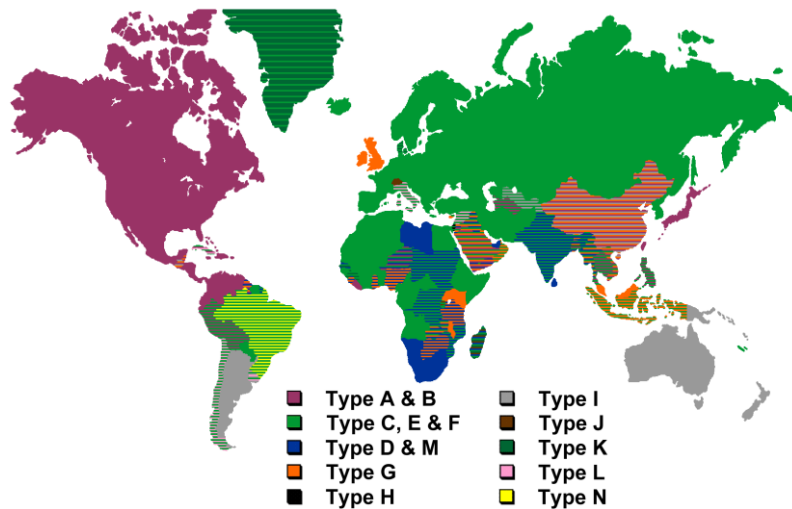 Type A & B
Type C, E & F
Type D & M
Type G
Type H
Type I
Type J
Type K
Type L
Type N